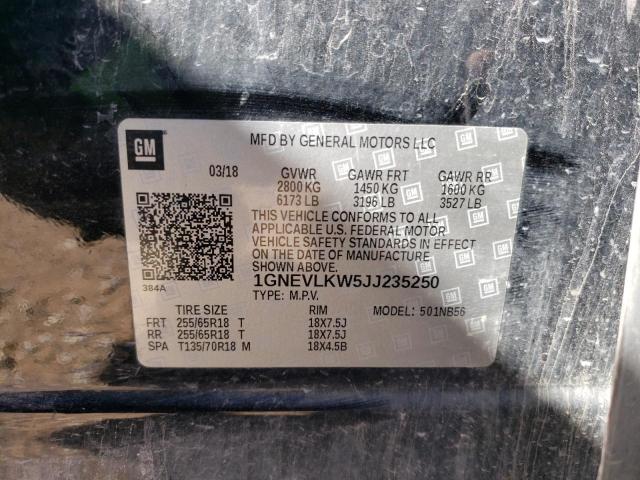 GM
MFD BY GENERAL MOTORS LLC
03/18 GVWR GAWR FRT GAWR RR
2800 KG 1450 KG 1600 KG
6173 LB 3196 LB 3527 LB
THIS VEHICLE CONFORMS TO ALL
APPLICABLE U.S. FEDERAL MOTOR
VEHICLE SAFETY STANDARDS IN EFFECT
ON THE DATE OF MANUFACTURE
SHOWN ABOVE.
384A
1GNEVLKW5JJ235250
TYPE: M.P.V.
TIRE SIZE RIM MODEL: 501NB56
FRT 255/65R18 T 18X7.5J
RR 255/65R18 T 18X7.5J
SPA T135/70R18 M 18X4.5B